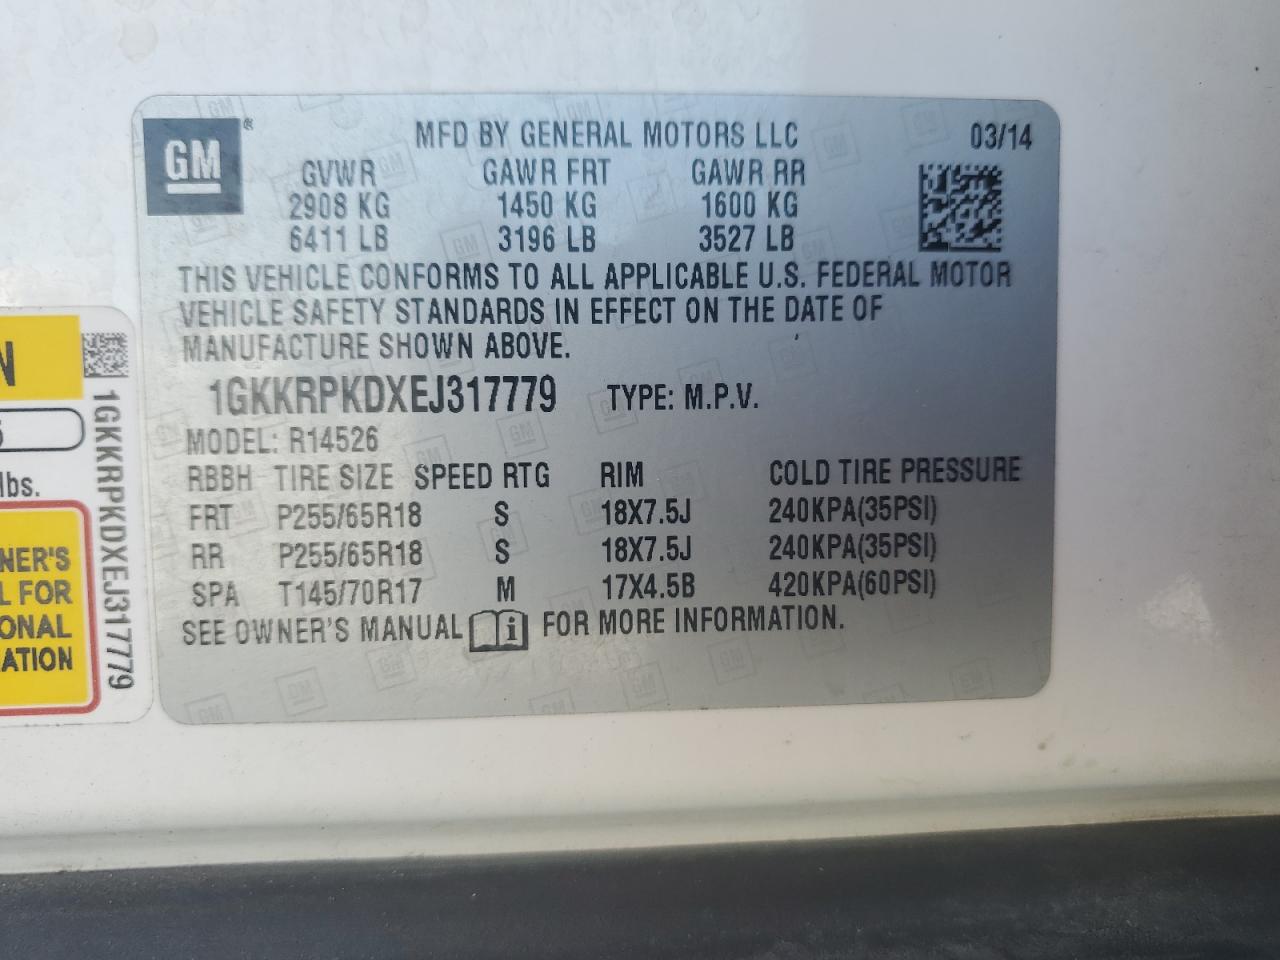 GM ®
MFD BY GENERAL MOTORS LLC 03/14
GVWR GAWR FRT GAWR RR
2908 KG 1450 KG 1600 KG
6411 LB 3196 LB 3527 LB
THIS VEHICLE CONFORMS TO ALL APPLICABLE U.S. FEDERAL MOTOR
VEHICLE SAFETY STANDARDS IN EFFECT ON THE DATE OF
MANUFACTURE SHOWN ABOVE.
1GKKRPKDXEJ317779 TYPE: M.P.V.
MODEL: R14526
RBBH TIRE SIZE SPEED RTG RIM COLD TIRE PRESSURE
FRT P255/65R18 S 18X7.5J 240KPA(35PSI)
RR P255/65R18 S 18X7.5J 240KPA(35PSI)
SPA T145/70R17 M 17X4.5B 420KPA(60PSI)
SEE OWNER'S MANUAL i FOR MORE INFORMATION.
N
lbs.
NER'S
L FOR
ONAL
ATION
1GKKRPKDXEJ317779